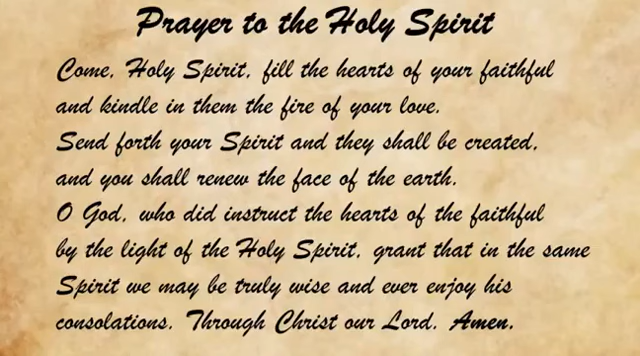 Prayer to the Holy Spirit
Come, Holy Spirit, fill the hearts of your faithful
and kindle in them the fire of your love.
Send forth your Spirit and they shall be created,
and you shall renew the face of the earth.
O God, who did instruct the hearts of the faithful
by the light of the Holy Spirit, grant that in the same
Spirit we may be truly wise and ever enjoy his
consolations. Through Christ our Lord. Amen.